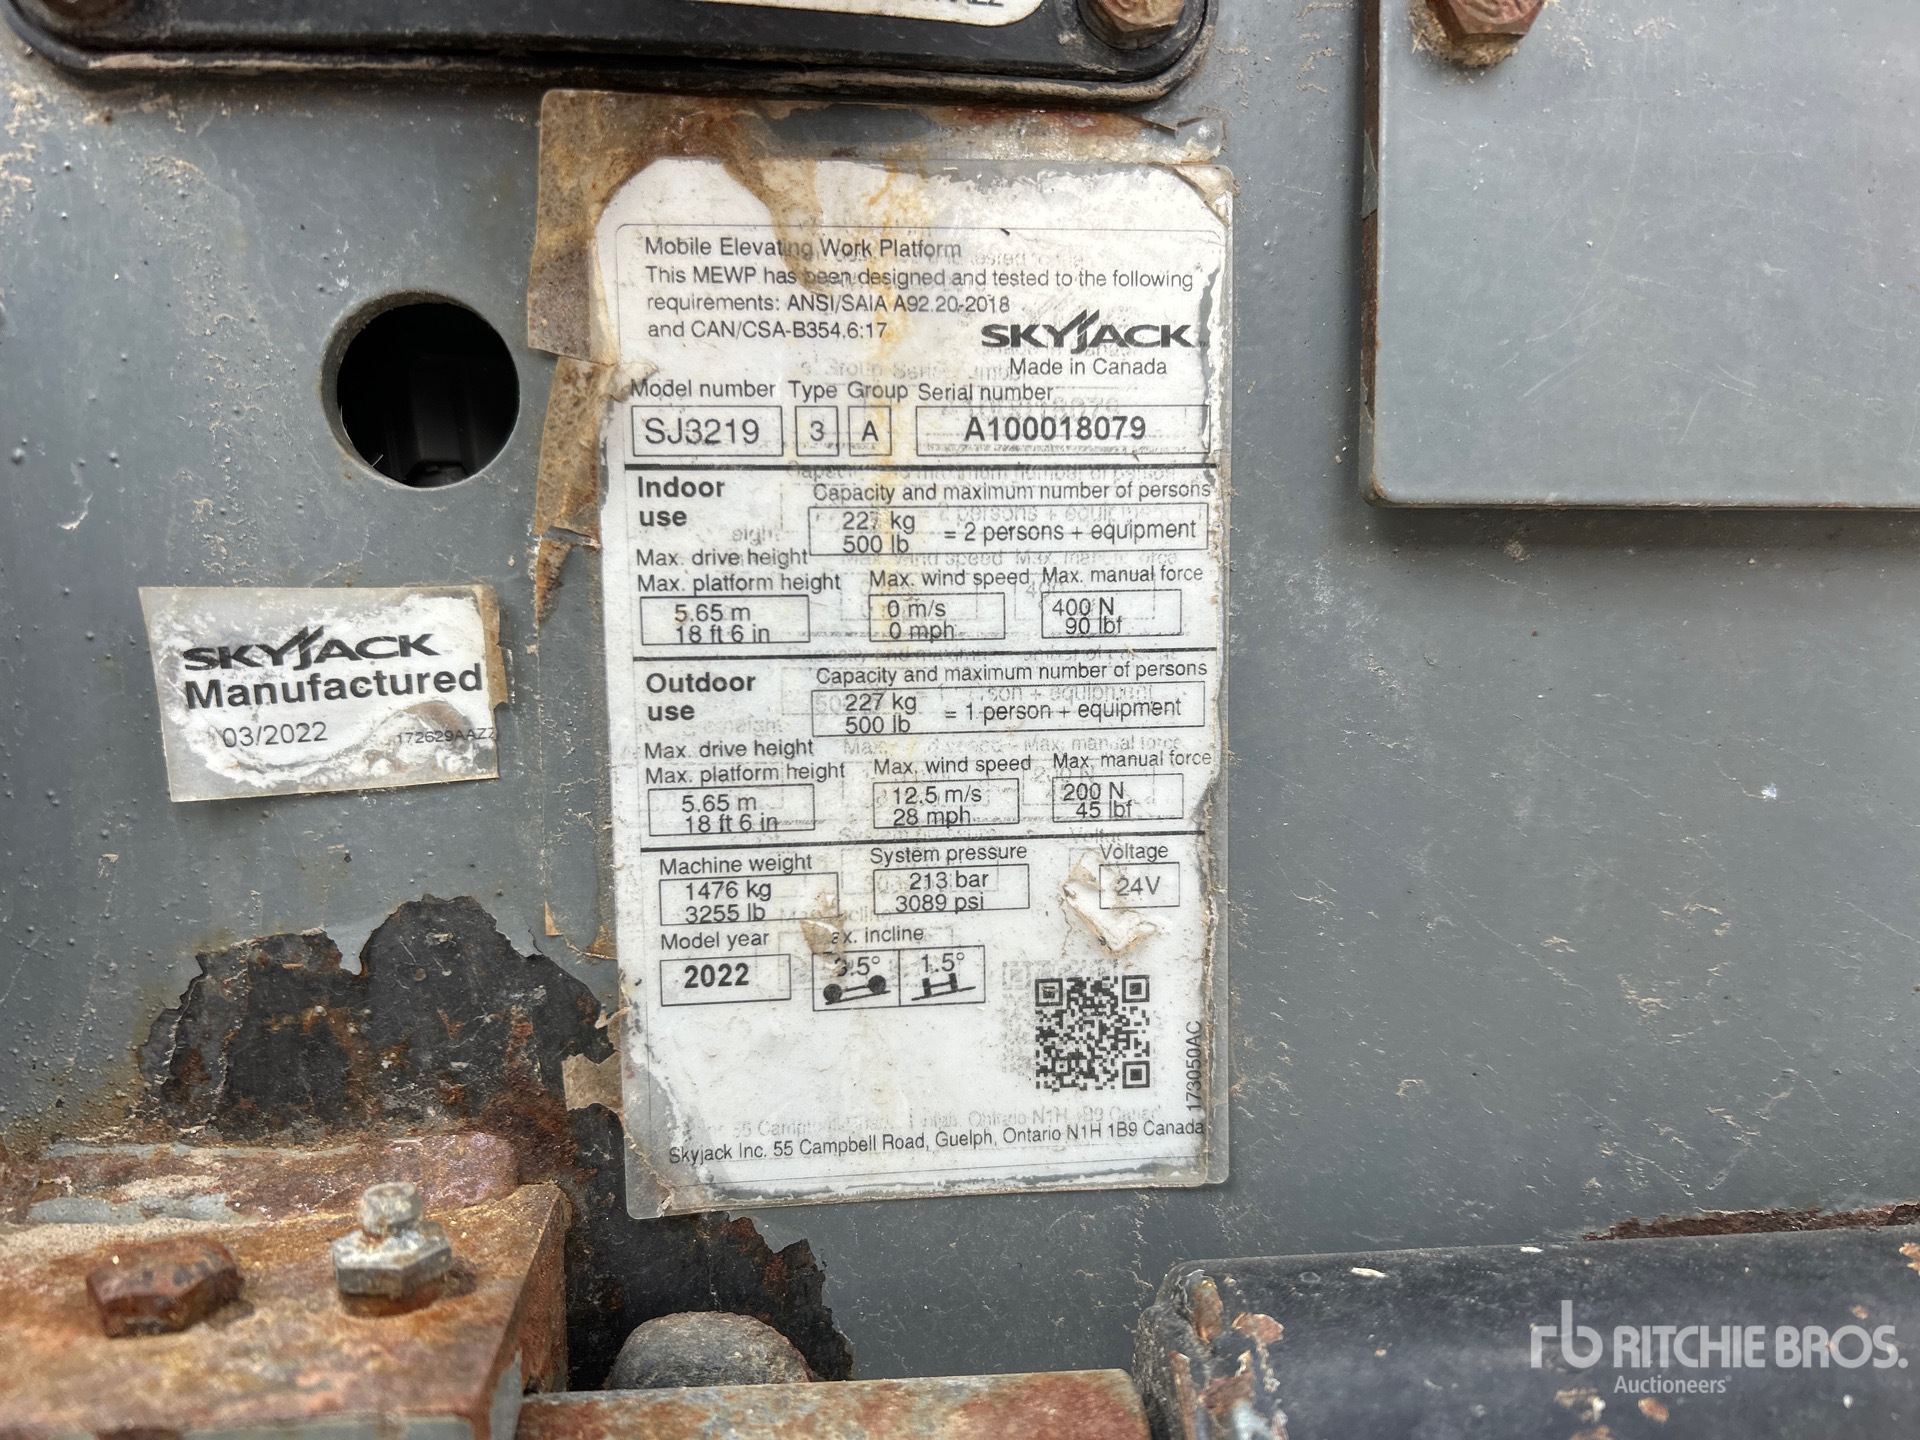 Mobile Elevating Work Platform
This MEWP has been designed and tested to the following
requirements: ANSI/SAIA A92.20-2018
and CAN/CSA-B354.6:17
SKYJACK
Made in Canada
Model number Type Group Serial number
SJ3219 3 A A100018079
Indoor use
Capacity and maximum number of persons
227 kg
500 lb
= 2 persons + equipment
Max. drive height
Max. platform height Max. wind speed Max. manual force
5.65 m 0 m/s 400 N
18 ft 6 in 0 mph 90 lbf
Outdoor use
Capacity and maximum number of persons
227 kg
500 lb
= 1 person + equipment
Max. drive height
Max. platform height Max. wind speed Max. manual force
5.65 m 12.5 m/s 200 N
18 ft 6 in 28 mph 45 lbf
Machine weight System pressure Voltage
1476 kg 213 bar 24V
3255 lb 3089 psi
Model year incline
2022 3.5° 1.5°
173050AC
Skyjack Inc. 55 Campbell Road, Guelph, Ontario N1H 1B9 Canada
SKYJACK
Manufactured
03/2022
172629AAZZ
rb RITCHIE BROS.
Auctioneers